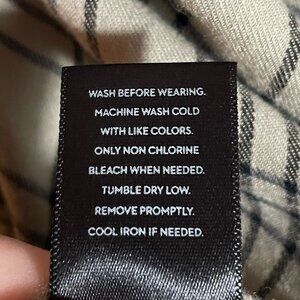 WASH BEFORE WEARING.
MACHINE WASH COLD
WITH LIKE COLORS.
ONLY NON CHLORINE
BLEACH WHEN NEEDED.
TUMBLE DRY LOW.
REMOVE PROMPTLY.
COOL IRON IF NEEDED.